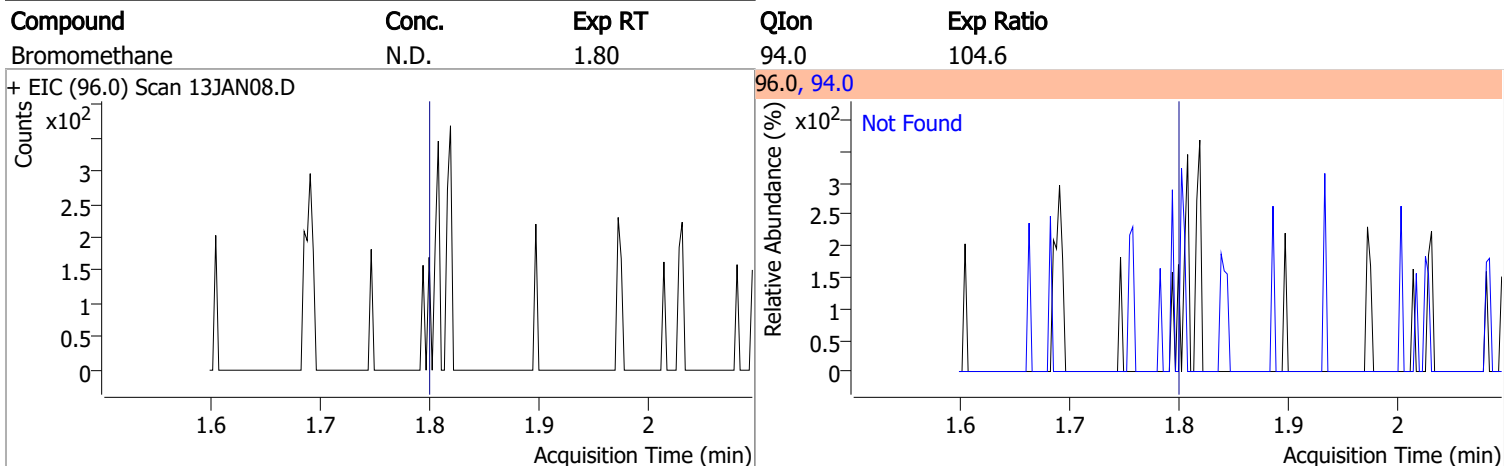 Compound Conc. Exp RT QIon Exp Ratio
Bromomethane N.D. 1.80 94.0 104.6
+ EIC (96.0) Scan 13JAN08.D
Counts
x10²
3
2.5
2
1.5
1
0.5
0
1.6 1.7 1.8 1.9 2
Acquisition Time (min)
96.0, 94.0
Relative Abundance (%)
x10²
Not Found
3
2.5
2
1.5
1
0.5
0
1.6 1.7 1.8 1.9 2
Acquisition Time (min)